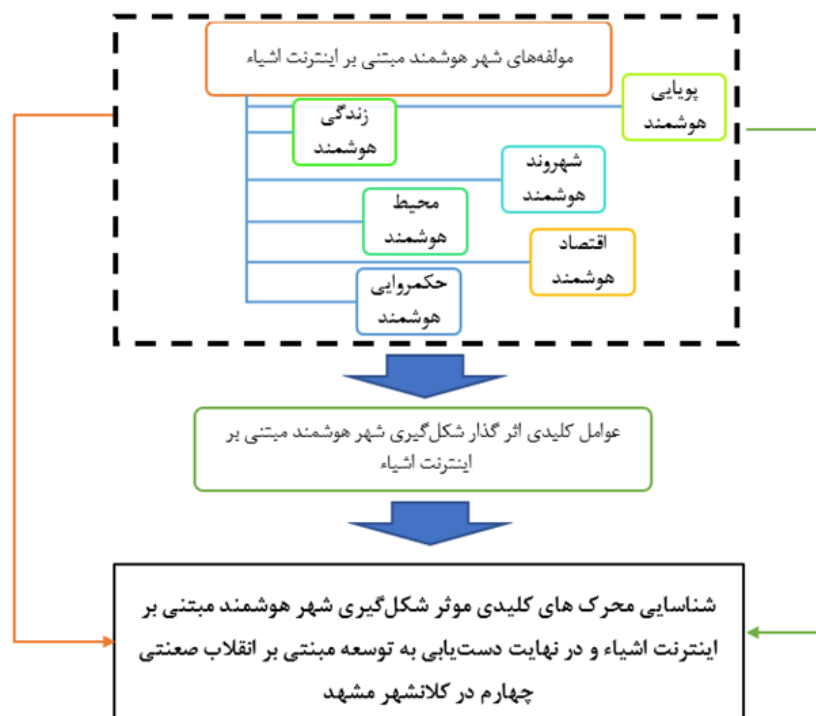 مولفه‌های شهر هوشمند مبتنی بر اینترنت اشیاء
پویایی
هوشمند
زندگی
هوشمند
شهروند
هوشمند
محیط
هوشمند
اقتصاد
هوشمند
حکمروایی
هوشمند
عوامل کلیدی اثر گذار شکل‌گیری شهر هوشمند مبتنی بر
اینترنت اشیاء
شناسایی محرک های کلیدی موثر شکل‌گیری شهر هوشمند مبتنی بر
اینترنت اشیاء و در نهایت دست‌یابی به توسعه مبنتی بر انقلاب صعنتی
چهارم در کلانشهر مشهد